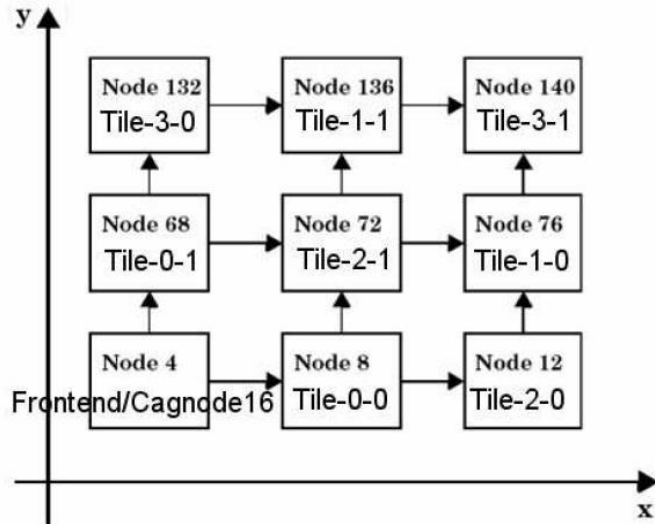 y
Node 132
Tile-3-0
Node 136
Tile-1-1
Node 140
Tile-3-1
Node 68
Tile-0-1
Node 72
Tile-2-1
Node 76
Tile-1-0
Node 4
Frontend/Cagnode16
Node 8
Tile-0-0
Node 12
Tile-2-0
x